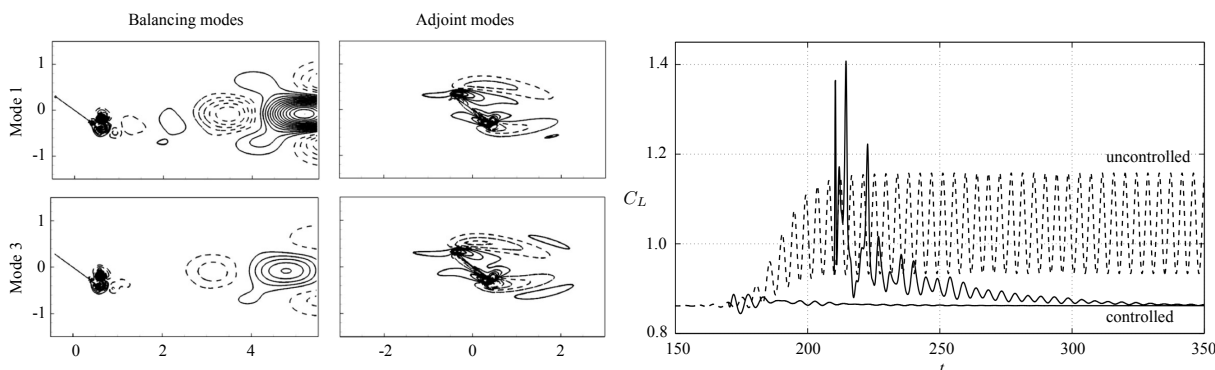 Balancing modes
Adjoint modes
Mode 1
1
0
-1
Mode 3
1
0
-1
0
2
4
-2
0
2
C_L
1.4
1.2
1.0
0.8
uncontrolled
controlled
150
200
250
300
350
t